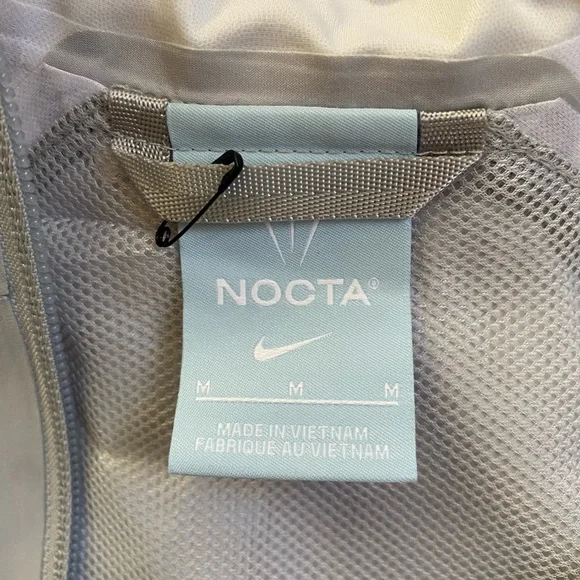 NOCTA®
M M M
MADE IN VIETNAM
FABRIQUE AU VIETNAM